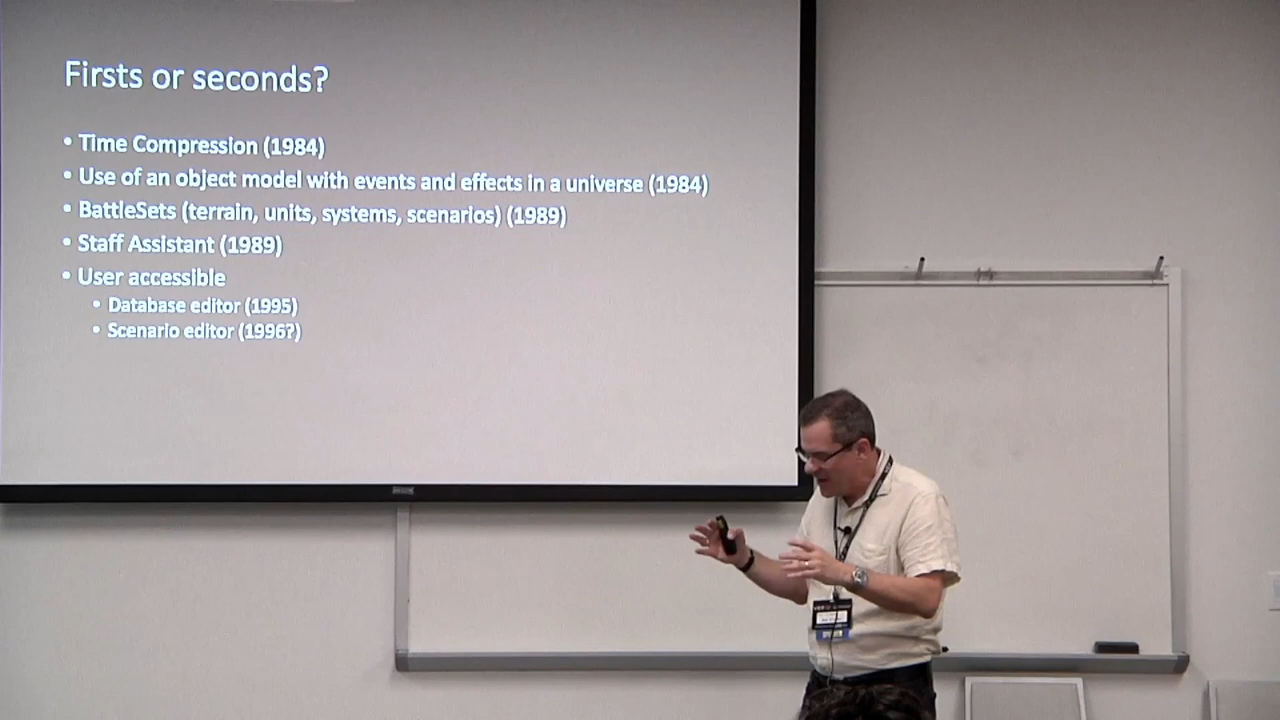 Firsts or seconds?
• Time Compression (1984)
• Use of an object model with events and effects in a universe (1984)
• BattleSets (terrain, units, systems, scenarios) (1989)
• Staff Assistant (1989)
• User accessible
• Database editor (1995)
• Scenario editor (1996?)